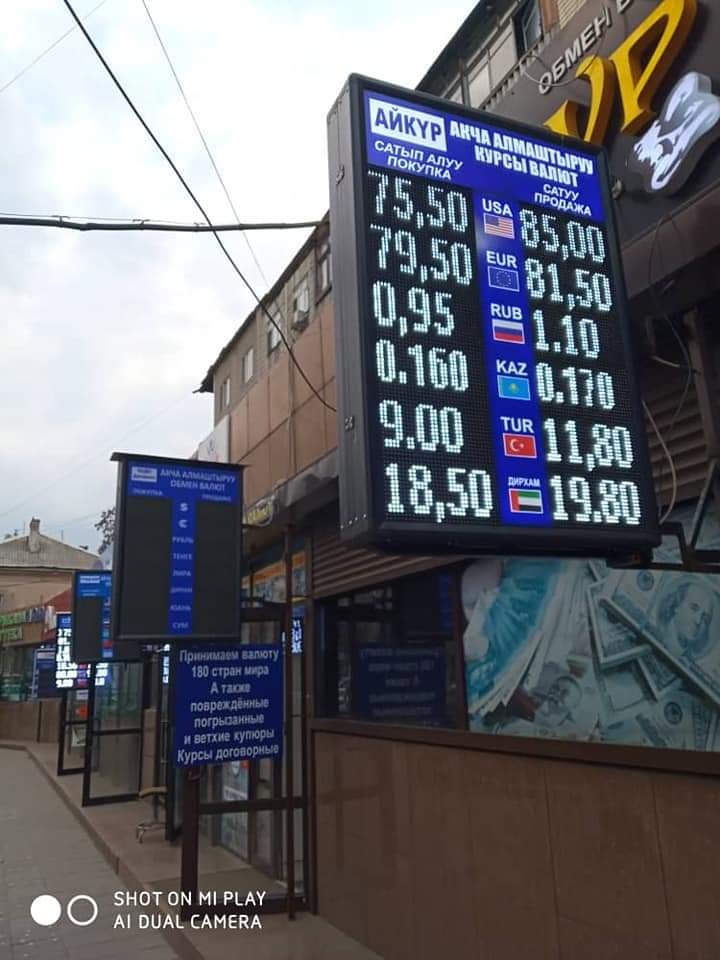 ОБМЕН В
VP
АЙКҮР
АКЧА АЛМАШТЫРУУ
КУРСЫ ВАЛЮТ
САТЫП АЛУУ
ПОКУПКА
САТУУ
ПРОДАЖА
75,50 USA 85,00
79,50 EUR 81,50
0,95 RUB 1.10
0.160 KAZ 0.170
9.00 TUR 11,80
18,50 ДИРХАМ 19.80
АКЧА АЛМАШТЫРУУ
ОБМЕН ВАЛЮТ
ПОКУПКА ПРОДАЖА
$
€
РУБЛЬ
ТЕНГЕ
ЛИРА
ДИРХАМ
ЮАНЬ
СУМ
Принимаем валюту
180 стран мира
А также
повреждённые
погрызанные
и ветхие купюры
Курсы договорные
SHOT ON MI PLAY
AI DUAL CAMERA